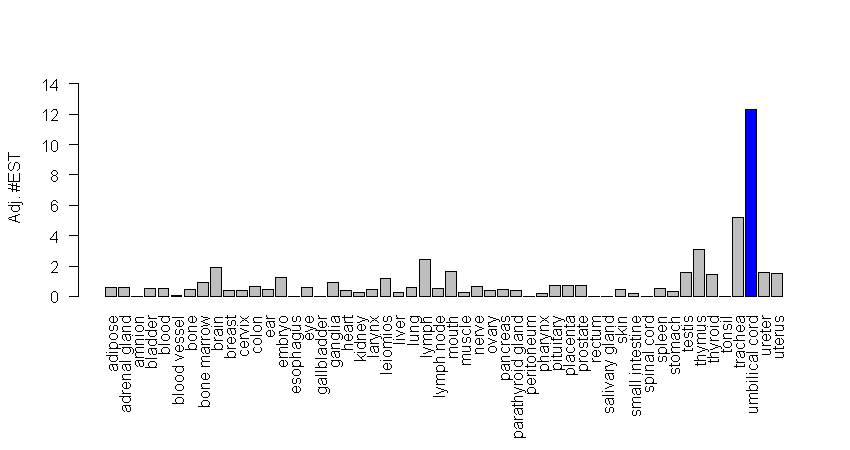 14
12
10
8
6
4
2
0
Adj. #EST
adipose
adrenal gland
amnion
bladder
blood
blood vessel
bone
bone marrow
brain
breast
cervix
colon
ear
embryo
esophagus
eye
gallbladder
ganglia
heart
kidney
larynx
leiomios
liver
lung
lymph
lymph node
mouth
muscle
nerve
ovary
pancreas
parathyroid gland
peritoneum
pharynx
pituitary
placenta
prostate
rectum
salivary gland
skin
small intestine
spinal cord
spleen
stomach
testis
thymus
thyroid
tonsil
trachea
umbilical cord
ureter
uterus